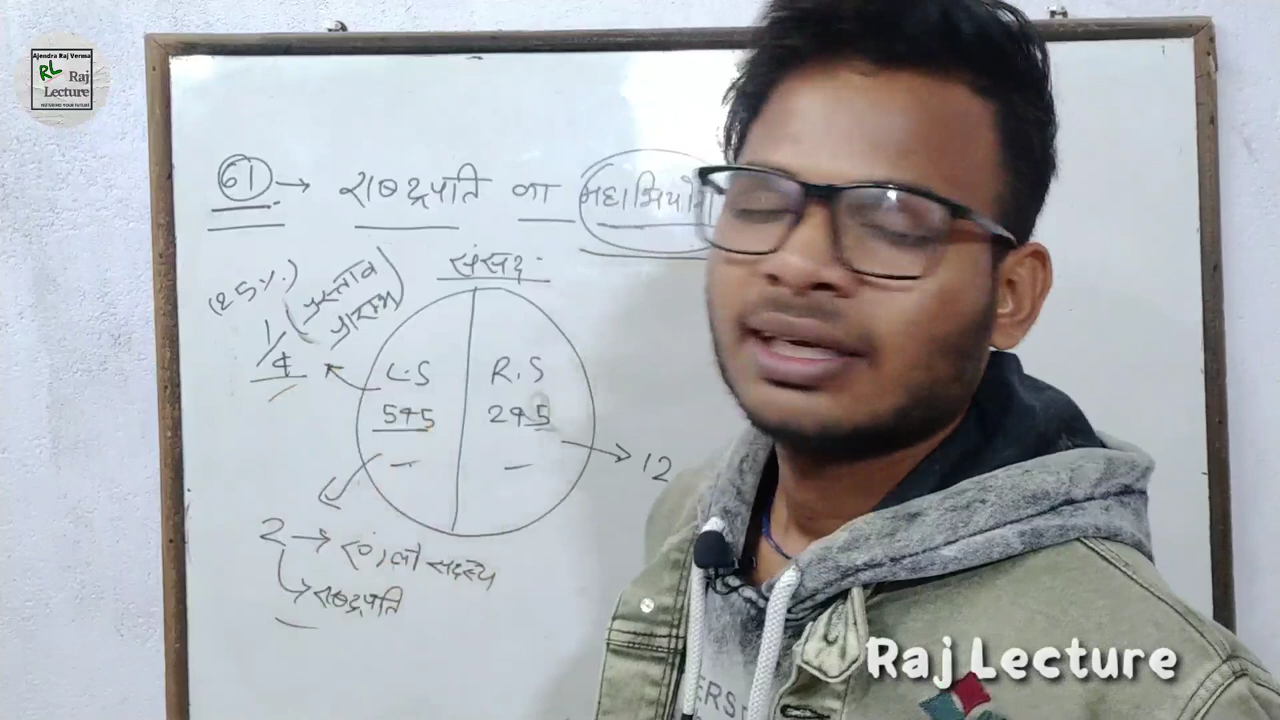 Ajendra Raj Verma
RL Raj
Lecture
61 → राष्ट्रपति का महाभियोग
संसद
(25%)
(प्रस्ताव
प्रारम्भ)
1/4
L.S R.S
545 245
→ 12
2 → एं०लो सदस्य
→ राष्ट्रपति
Raj Lecture